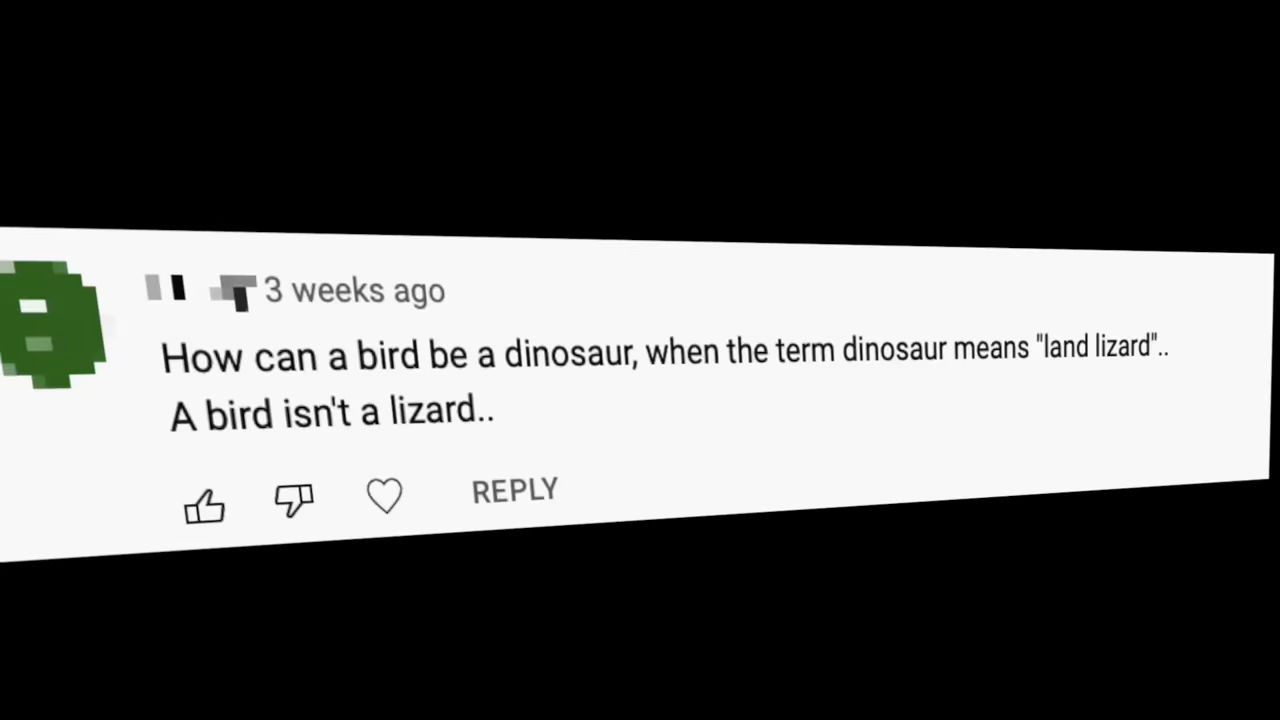 3 weeks ago
How can a bird be a dinosaur, when the term dinosaur means "land lizard"..
A bird isn't a lizard..
REPLY